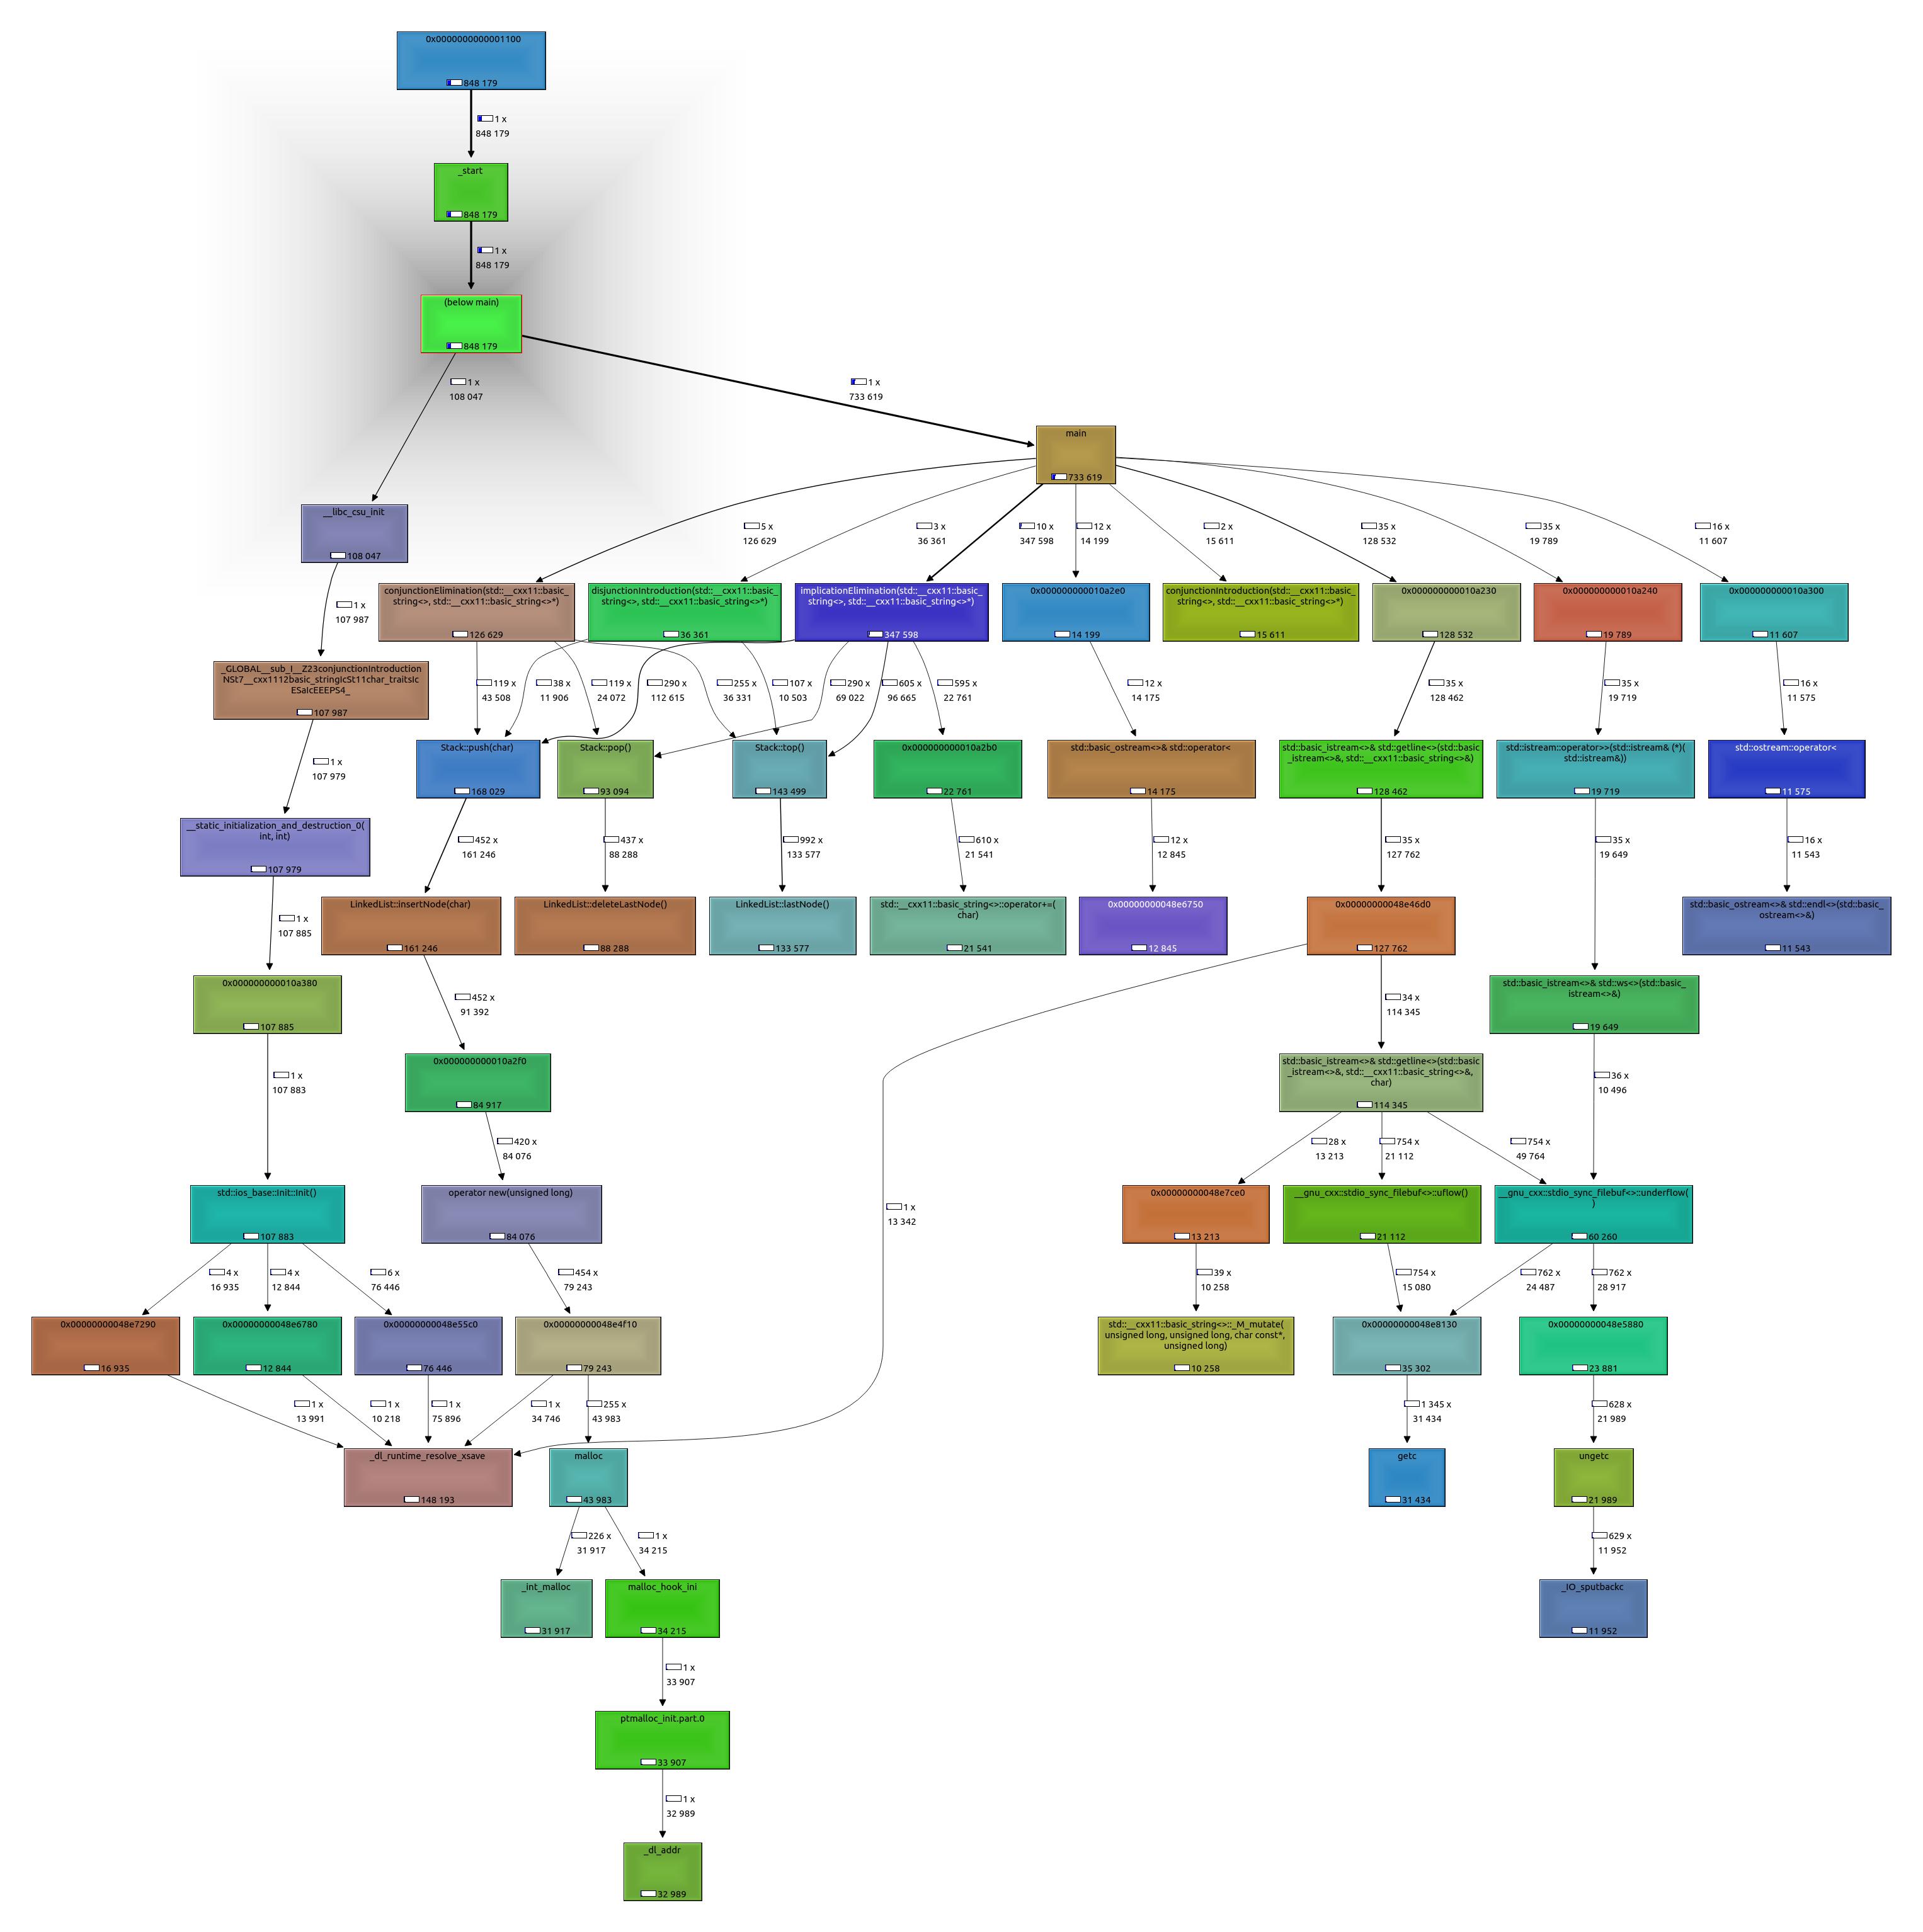 0x0000000000001100
848 179
1 x
848 179
_start
848 179
1 x
848 179
(below main)
848 179
1 x
108 047
1 x
733 619
main
733 619
__libc_csu_init
108 047
5 x
126 629
3 x
36 361
10 x
347 598
12 x
14 199
2 x
15 611
35 x
128 532
35 x
19 789
16 x
11 607
conjunctionElimination(std::__cxx11::basic_
string<>, std::__cxx11::basic_string<>*)
126 629
disjunctionIntroduction(std::__cxx11::basic_
string<>, std::__cxx11::basic_string<>*)
36 361
implicationElimination(std::__cxx11::basic_
string<>, std::__cxx11::basic_string<>*)
347 598
0x000000000010a2e0
14 199
conjunctionIntroduction(std::__cxx11::basic_
string<>, std::__cxx11::basic_string<>*)
15 611
0x000000000010a230
128 532
0x000000000010a240
19 789
0x000000000010a300
11 607
1 x
107 987
_GLOBAL__sub_I__Z23conjunctionIntroduction
NSt7__cxx1112basic_stringIcSt11char_traitsIc
ESaIcEEEPS4_
107 987
119 x
43 508
38 x
11 906
119 x
24 072
290 x
112 615
255 x
36 331
107 x
10 503
290 x
69 022
605 x
96 665
595 x
22 761
12 x
14 175
35 x
128 462
35 x
19 719
16 x
11 575
Stack::push(char)
168 029
Stack::pop()
93 094
Stack::top()
143 499
0x000000000010a2b0
22 761
std::basic_ostream<>& std::operator<
14 175
std::basic_istream<>& std::getline<>(std::basic
_istream<>&, std::__cxx11::basic_string<>&)
128 462
std::istream::operator>>(std::istream& (*)(
std::istream&))
19 719
std::ostream::operator<
11 575
1 x
107 979
__static_initialization_and_destruction_0(
int, int)
107 979
452 x
161 246
437 x
88 288
992 x
133 577
610 x
21 541
12 x
12 845
35 x
127 762
35 x
19 649
16 x
11 543
LinkedList::insertNode(char)
161 246
LinkedList::deleteLastNode()
88 288
LinkedList::lastNode()
133 577
std::__cxx11::basic_string<>::operator+=(
char)
21 541
0x00000000048e6750
12 845
0x00000000048e46d0
127 762
std::basic_ostream<>& std::endl<>(std::basic_
ostream<>&)
11 543
1 x
107 885
0x000000000010a380
107 885
452 x
91 392
34 x
114 345
std::basic_istream<>& std::ws<>(std::basic_
istream<>&)
19 649
0x000000000010a2f0
84 917
std::basic_istream<>& std::getline<>(std::basic
_istream<>&, std::__cxx11::basic_string<>&,
char)
114 345
1 x
107 883
36 x
10 496
420 x
84 076
28 x
13 213
754 x
21 112
754 x
49 764
std::ios_base::Init::Init()
107 883
operator new(unsigned long)
84 076
1 x
13 342
0x00000000048e7ce0
13 213
__gnu_cxx::stdio_sync_filebuf<>::uflow()
21 112
__gnu_cxx::stdio_sync_filebuf<>::underflow(
)
60 260
4 x
16 935
4 x
12 844
6 x
76 446
454 x
79 243
39 x
10 258
754 x
15 080
762 x
24 487
762 x
28 917
0x00000000048e7290
16 935
0x00000000048e6780
12 844
0x00000000048e55c0
76 446
0x00000000048e4f10
79 243
std::__cxx11::basic_string<>::_M_mutate(
unsigned long, unsigned long, char const*,
unsigned long)
10 258
0x00000000048e8130
35 302
0x00000000048e5880
23 881
1 x
13 991
1 x
10 218
1 x
75 896
1 x
34 746
255 x
43 983
1 345 x
31 434
628 x
21 989
_dl_runtime_resolve_xsave
148 193
malloc
43 983
getc
31 434
ungetc
21 989
226 x
31 917
1 x
34 215
629 x
11 952
_int_malloc
31 917
malloc_hook_ini
34 215
_IO_sputbackc
11 952
1 x
33 907
ptmalloc_init.part.0
33 907
1 x
32 989
_dl_addr
32 989